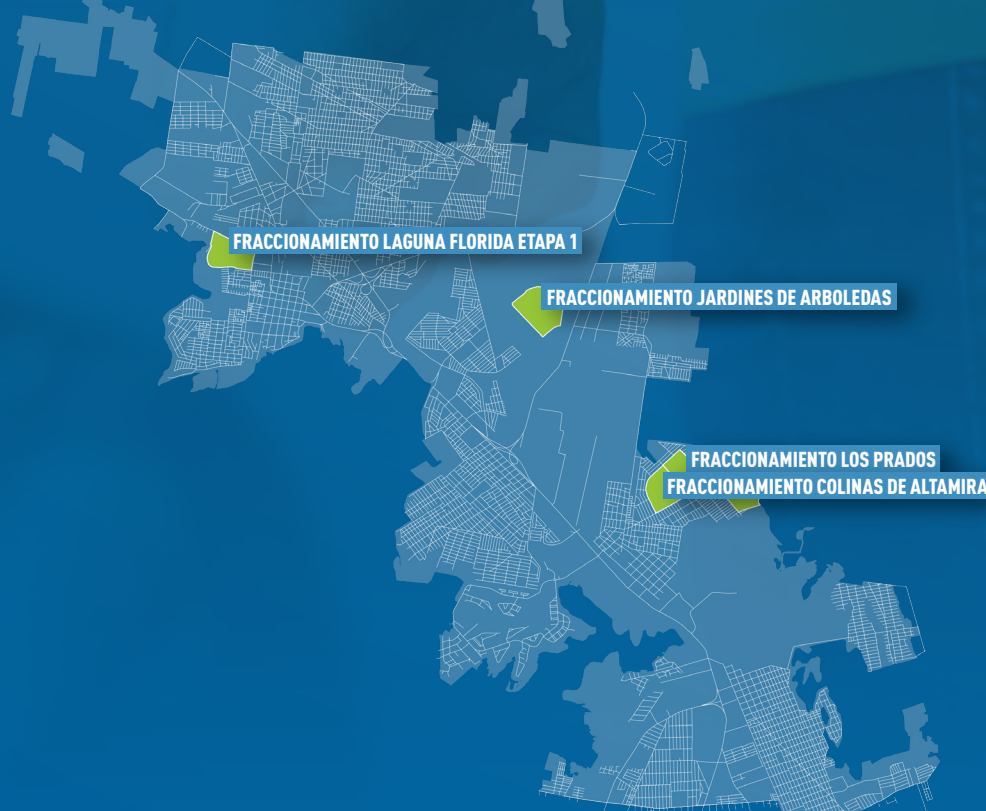 FRACCIONAMIENTO LAGUNA FLORIDA ETAPA 1
FRACCIONAMIENTO JARDINES DE ARBOLEDAS
FRACCIONAMIENTO LOS PRADOS
FRACCIONAMIENTO COLINAS DE ALTAMIRA